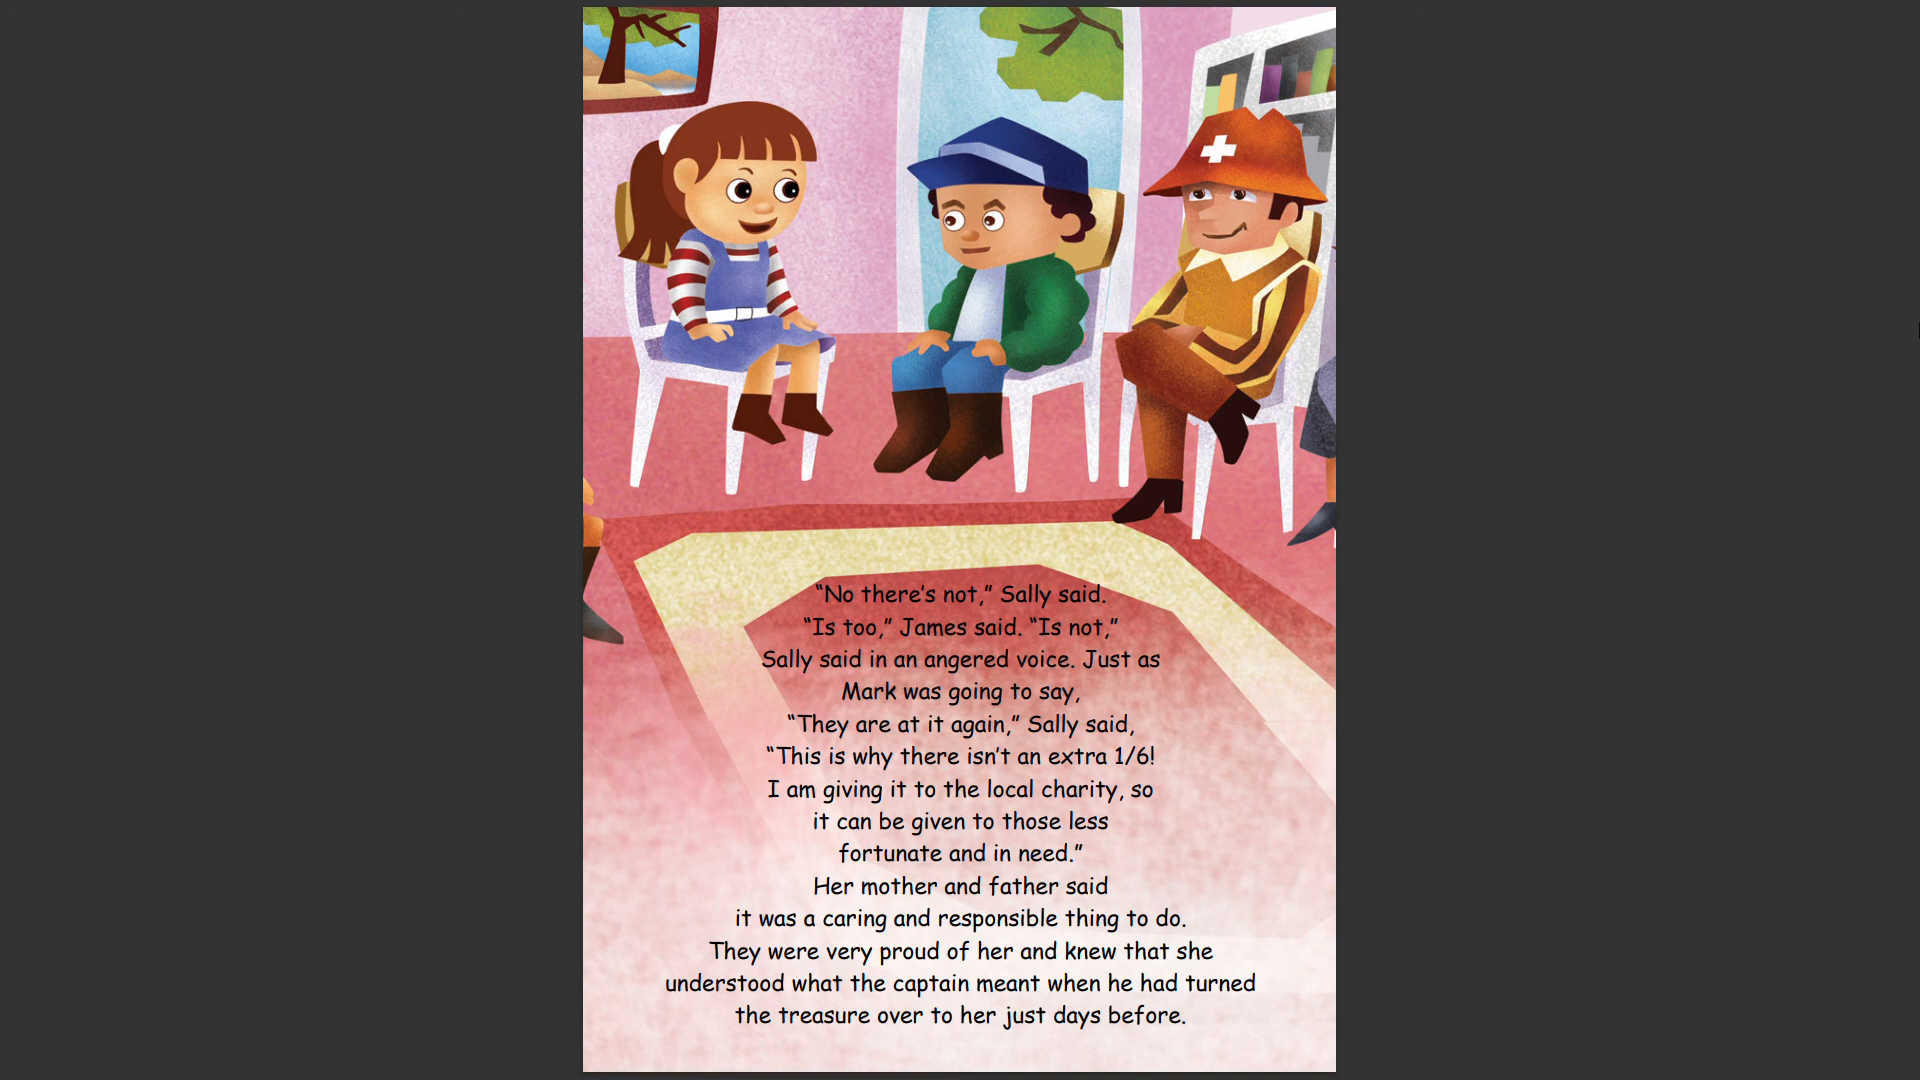 “No there’s not,” Sally said.
“Is too,” James said. “Is not,”
Sally said in an angered voice. Just as
Mark was going to say,
“They are at it again,” Sally said,
“This is why there isn’t an extra 1/6!
I am giving it to the local charity, so
it can be given to those less
fortunate and in need.”
Her mother and father said
it was a caring and responsible thing to do.
They were very proud of her and knew that she
understood what the captain meant when he had turned
the treasure over to her just days before.